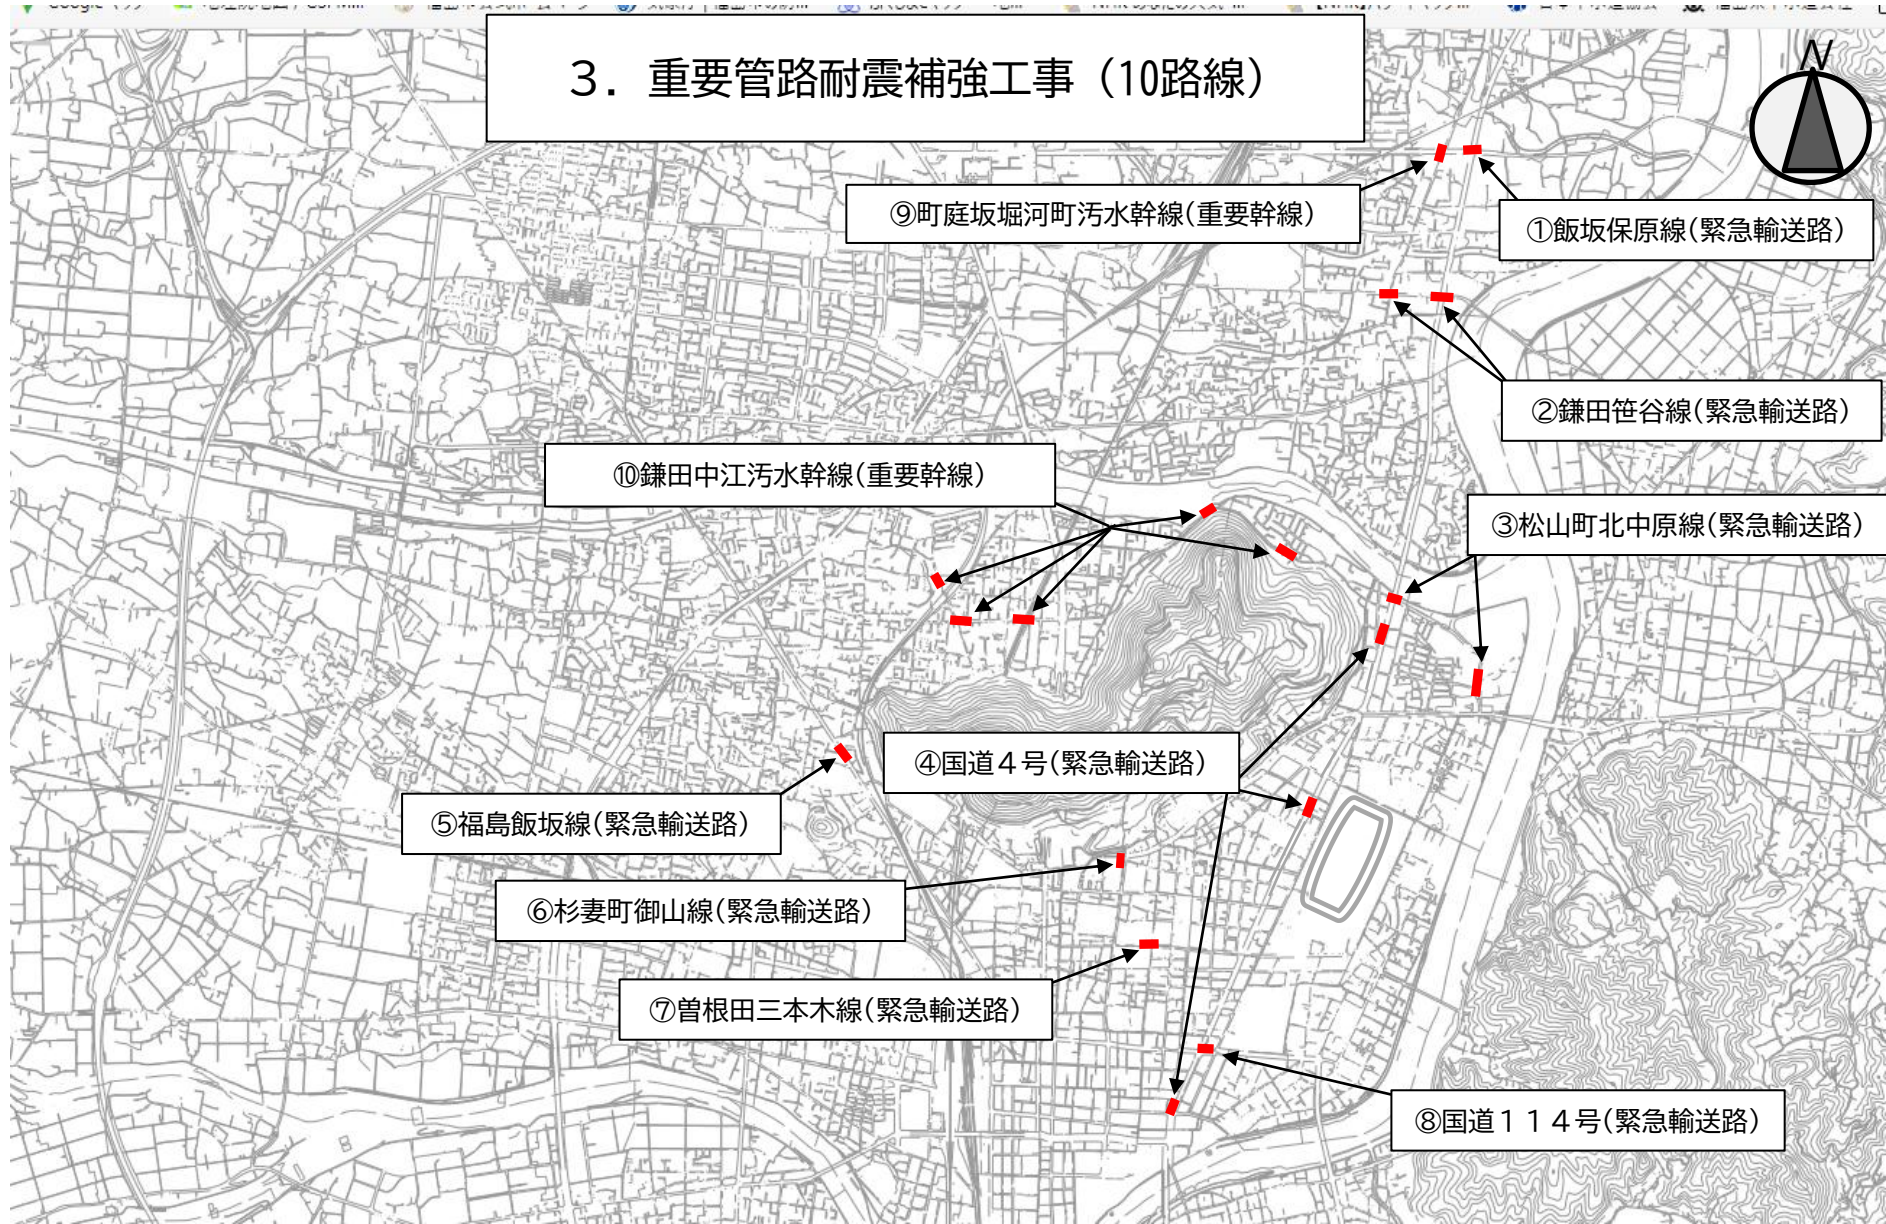 ３．重要管路耐震補強工事（10路線）
N
⑨町庭坂堀河町汚水幹線(重要幹線)
①飯坂保原線(緊急輸送路)
②鎌田笹谷線(緊急輸送路)
⑩鎌田中江汚水幹線(重要幹線)
③松山町北中原線(緊急輸送路)
④国道４号(緊急輸送路)
⑤福島飯坂線(緊急輸送路)
⑥杉妻町御山線(緊急輸送路)
⑦曽根田三本木線(緊急輸送路)
⑧国道１１４号(緊急輸送路)